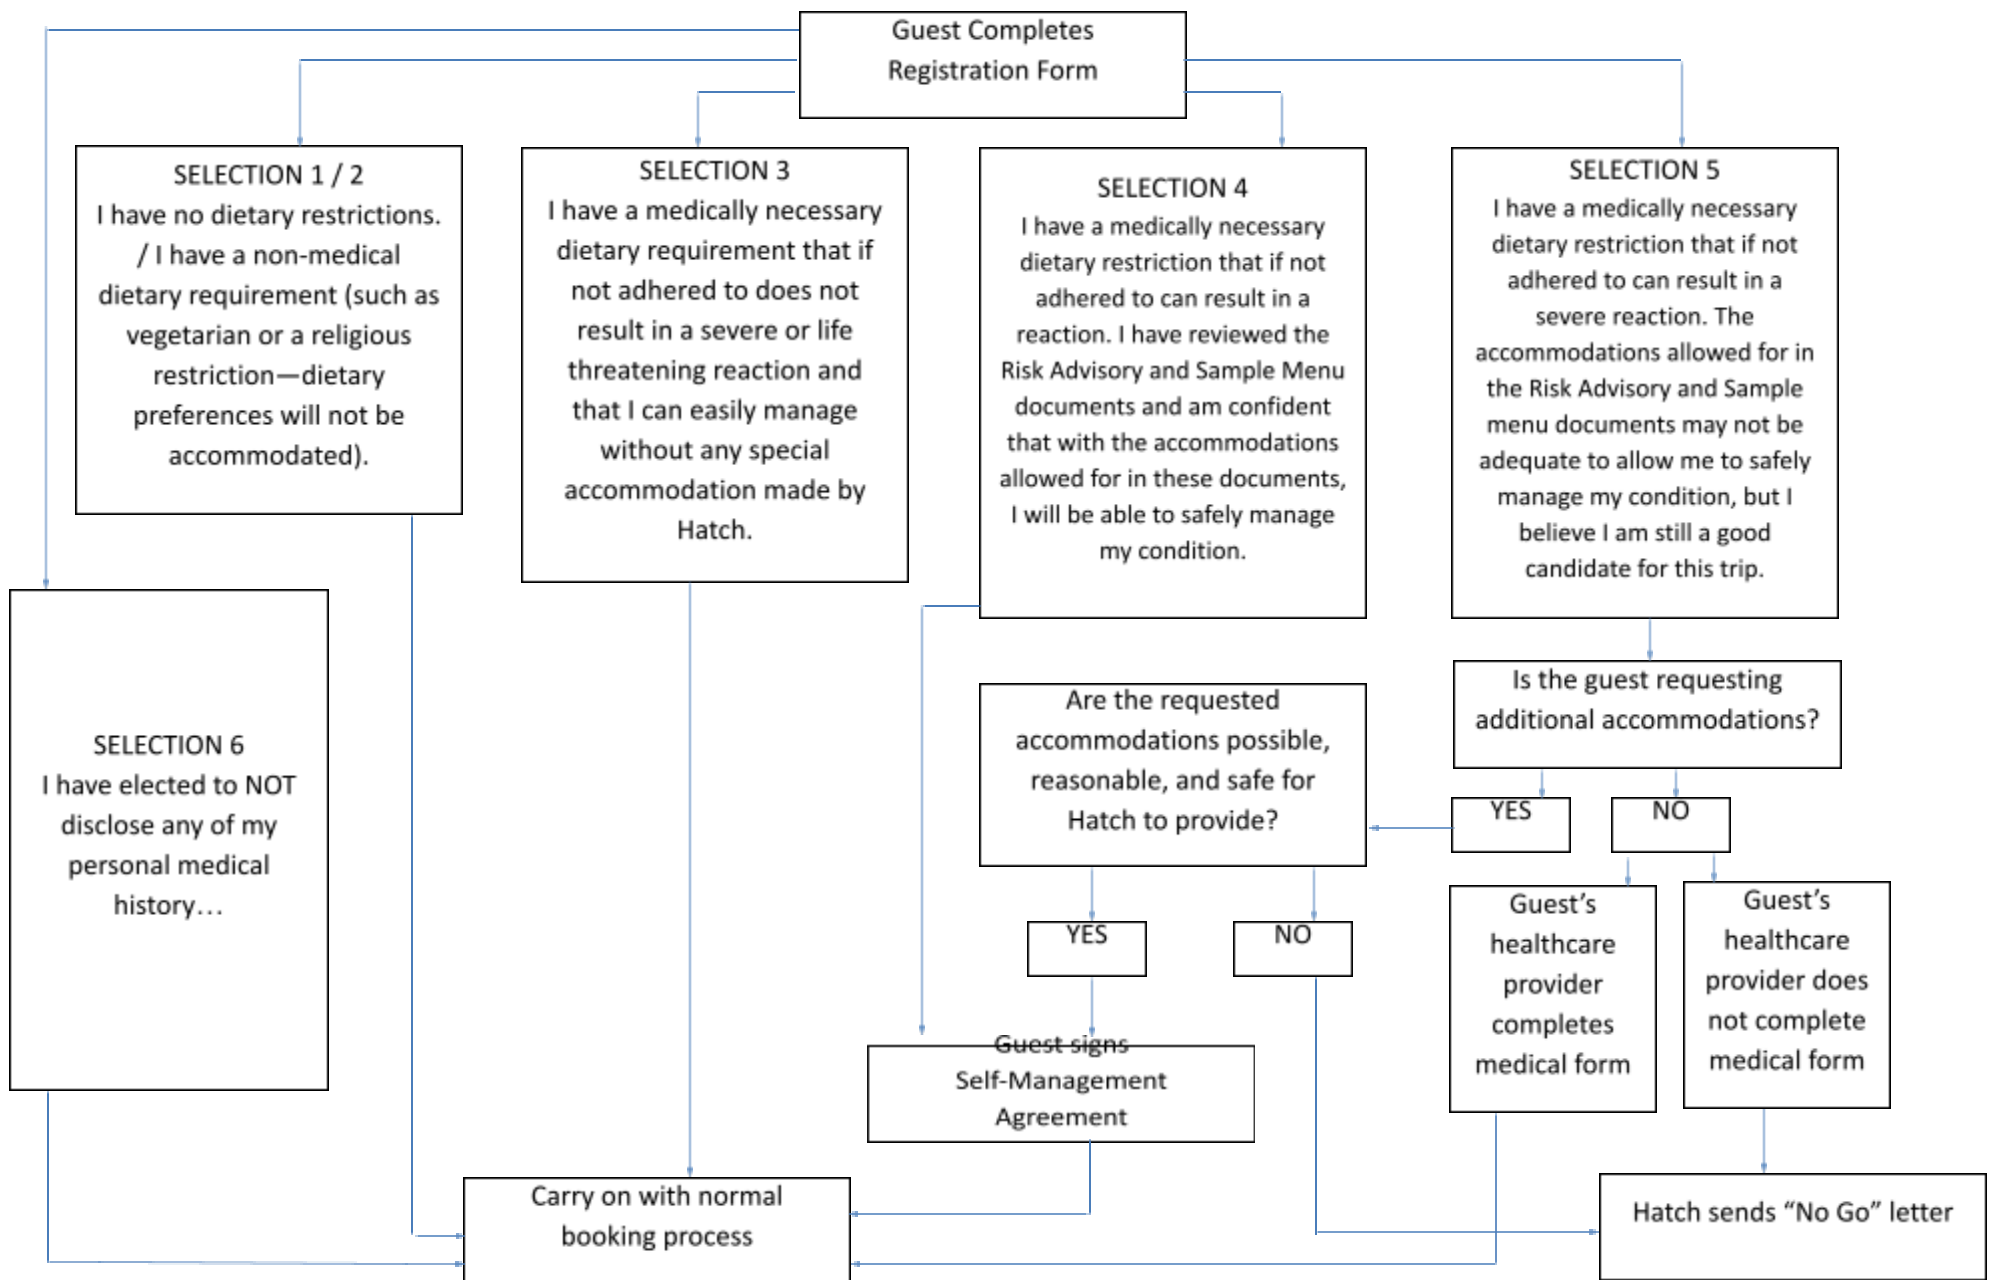 Guest Completes
Registration Form
SELECTION 1 / 2
I have no dietary restrictions.
/ I have a non-medical
dietary requirement (such as
vegetarian or a religious
restriction—dietary
preferences will not be
accommodated).
SELECTION 3
I have a medically necessary
dietary requirement that if
not adhered to does not
result in a severe or life
threatening reaction and
that I can easily manage
without any special
accommodation made by
Hatch.
SELECTION 4
I have a medically necessary
dietary restriction that if not
adhered to can result in a
reaction. I have reviewed the
Risk Advisory and Sample Menu
documents and am confident
that with the accommodations
allowed for in these documents,
I will be able to safely manage
my condition.
SELECTION 5
I have a medically necessary
dietary restriction that if not
adhered to can result in a
severe reaction. The
accommodations allowed for in
the Risk Advisory and Sample
menu documents may not be
adequate to allow me to safely
manage my condition, but I
believe I am still a good
candidate for this trip.
SELECTION 6
I have elected to NOT
disclose any of my
personal medical
history…
Is the guest requesting
additional accommodations?
YES
NO
Are the requested
accommodations possible,
reasonable, and safe for
Hatch to provide?
YES
NO
Guest's
healthcare
provider
completes
medical form
Guest's
healthcare
provider does
not complete
medical form
Guest signs
Self-Management
Agreement
Carry on with normal
booking process
Hatch sends “No Go” letter